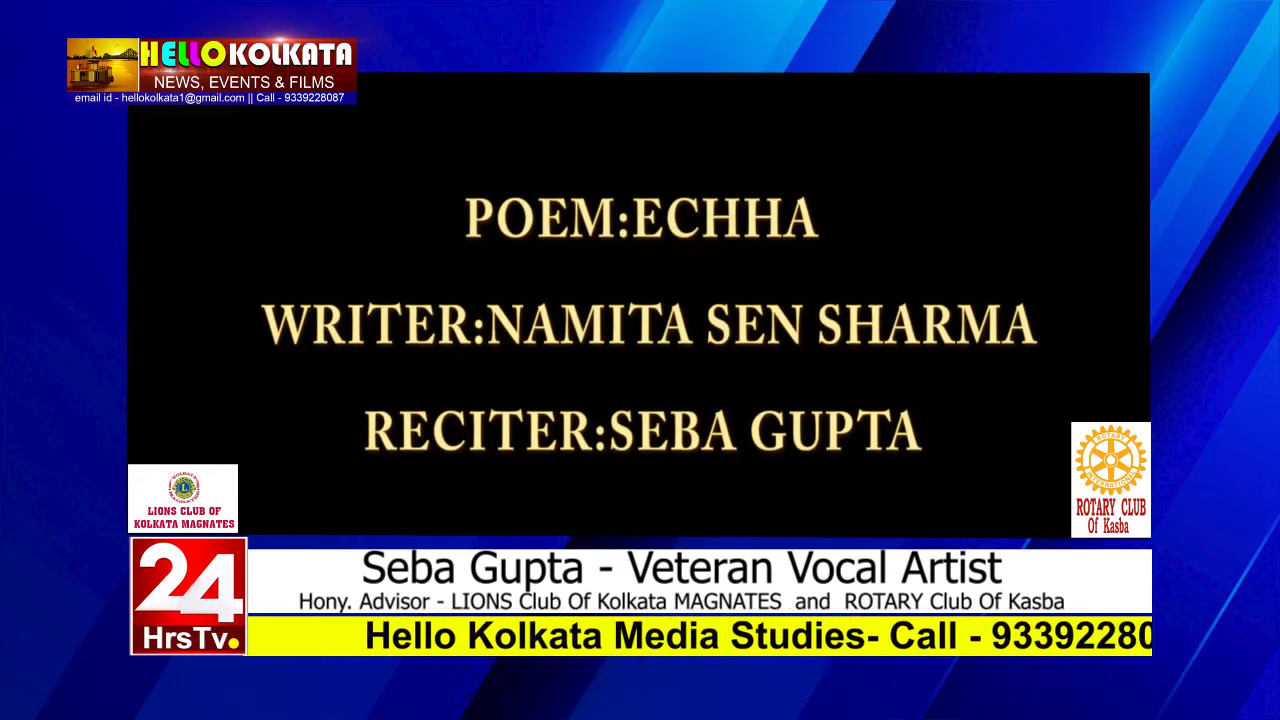 HELLO KOLKATA
NEWS, EVENTS & FILMS
email id - hellokolkata1@gmail.com || Call - 9339228087
POEM:ECHHA
WRITER:NAMITA SEN SHARMA
RECITER:SEBA GUPTA
LIONS CLUB OF
KOLKATA MAGNATES
ROTARY
INTERNATIONAL
ROTARY CLUB
Of Kasba
24
HrsTv.
Seba Gupta - Veteran Vocal Artist
Hony. Advisor - LIONS Club Of Kolkata MAGNATES and ROTARY Club Of Kasba
Hello Kolkata Media Studies- Call - 93392280